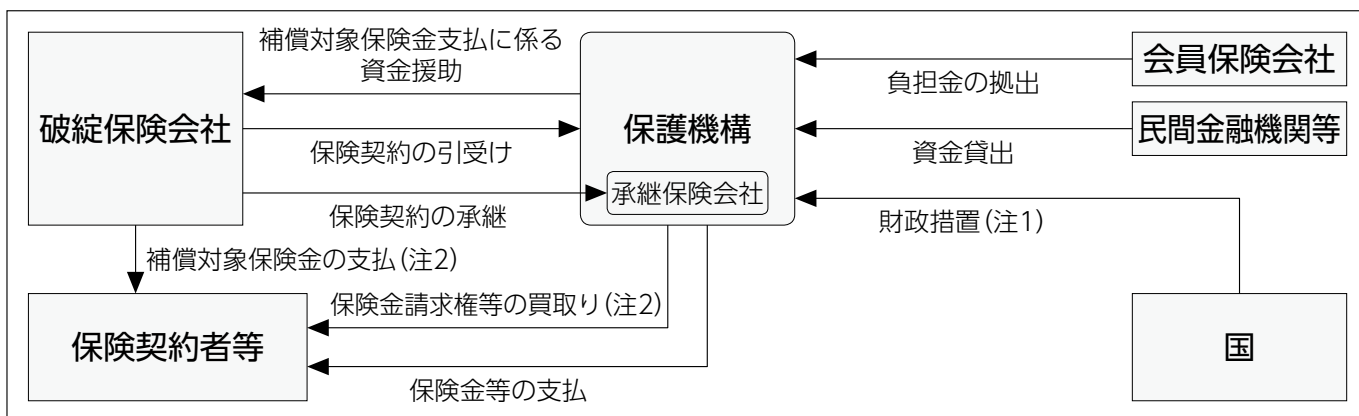 補償対象保険金支払に係る
資金援助
破綻保険会社
保険契約の引受け
保険契約の承継
保護機構
承継保険会社
会員保険会社
負担金の拠出
民間金融機関等
資金貸出
財政措置(注1)
補償対象保険金の支払(注2)
保険金請求権等の買取り(注2)
保険契約者等
保険金等の支払
国